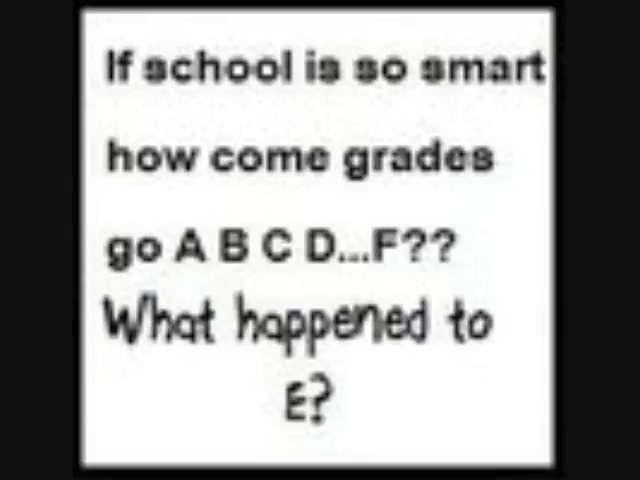 If school is so smart
how come grades
go A B C D...F??
What happened to
E?